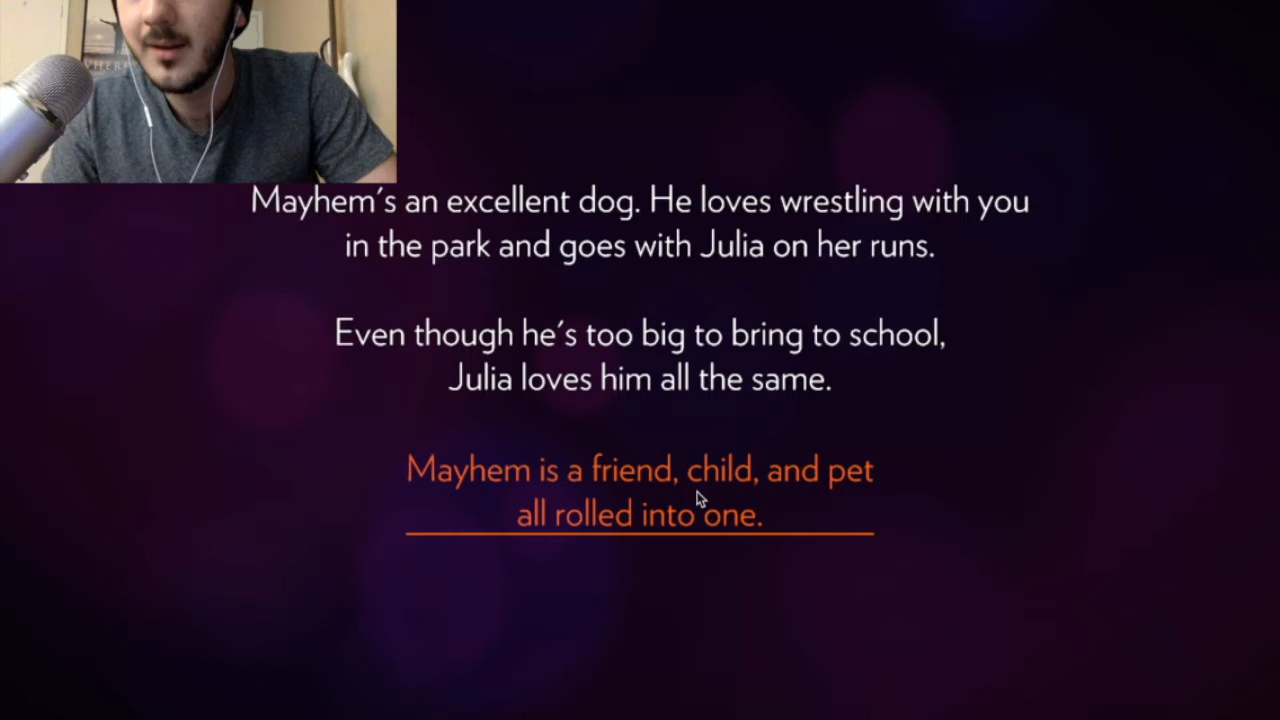 VHERE
Mayhem's an excellent dog. He loves wrestling with you
in the park and goes with Julia on her runs.
Even though he's too big to bring to school,
Julia loves him all the same.
Mayhem is a friend, child, and pet
all rolled into one.